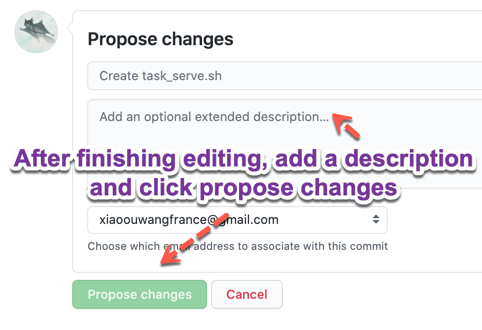 Propose changes
Create task_serve.sh
Add an optional extended description...
After finishing editing, add a description
and click propose changes
xiaoouwangfrance@gmail.com
Choose which email address to associate with this commit
Propose changes
Cancel